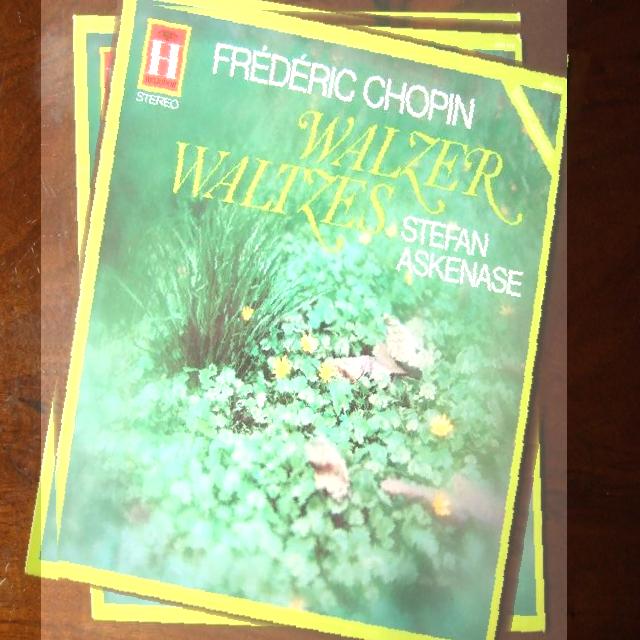 H
STEREO
FRÉDÉRIC CHOPIN
WALZER
WALTZES
STEFAN
ASKENASE